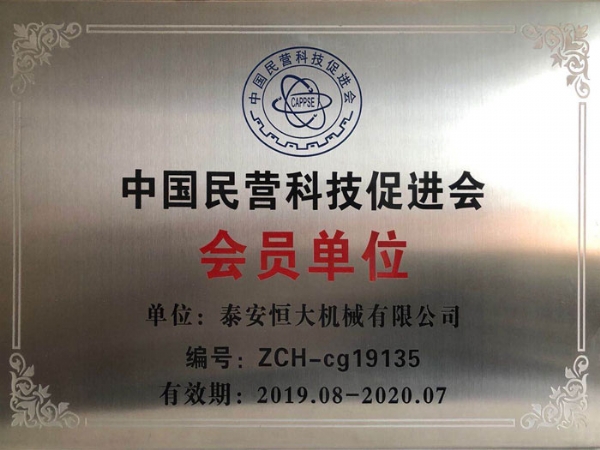 中国民营科技促进会
CAPPSE
中国民营科技促进会
会员单位
单位：泰安恒大机械有限公司
编号：ZCH-cg19135
有效期：2019.08-2020.07